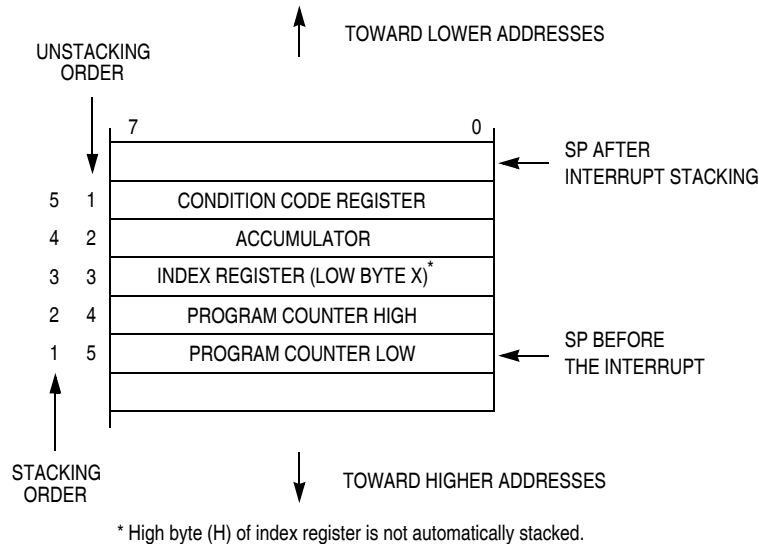 TOWARD LOWER ADDRESSES
UNSTACKING
ORDER
7 0
SP AFTER
INTERRUPT STACKING
5 1 CONDITION CODE REGISTER
4 2 ACCUMULATOR
3 3 INDEX REGISTER (LOW BYTE X)*
2 4 PROGRAM COUNTER HIGH
1 5 PROGRAM COUNTER LOW
SP BEFORE
THE INTERRUPT
STACKING
ORDER
TOWARD HIGHER ADDRESSES
* High byte (H) of index register is not automatically stacked.